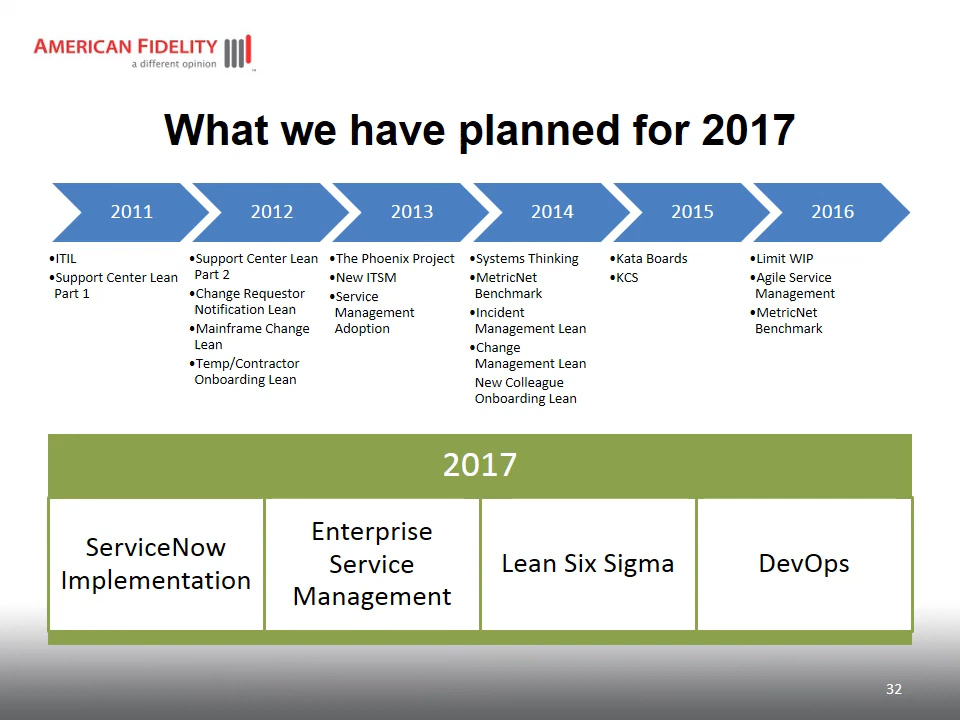 AMERICAN FIDELITY
a different opinion
What we have planned for 2017
2011
2012
2013
2014
2015
2016
•ITIL
•Support Center Lean
Part 1
•Support Center Lean
Part 2
•Change Requestor
Notification Lean
•Mainframe Change
Lean
•Temp/Contractor
Onboarding Lean
•The Phoenix Project
•New ITSM
•Service
Management
Adoption
•Systems Thinking
•MetricNet
Benchmark
•Incident
Management Lean
•Change
Management Lean
New Colleague
Onboarding Lean
•Kata Boards
•KCS
•Limit WIP
•Agile Service
Management
•MetricNet
Benchmark
2017
ServiceNow
Implementation
Enterprise
Service
Management
Lean Six Sigma
DevOps
32